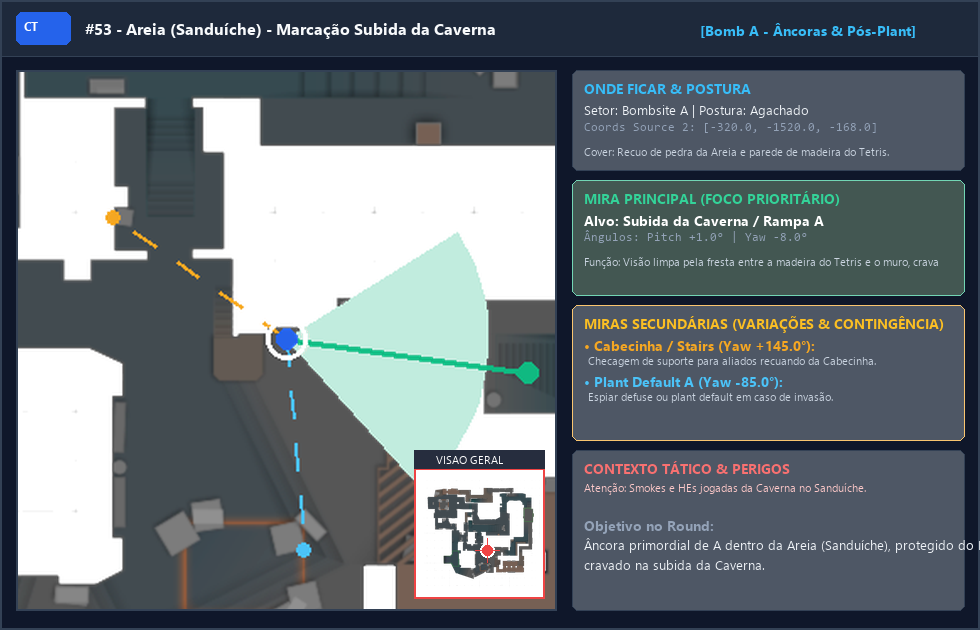 CT
#53 - Areia (Sanduíche) - Marcação Subida da Caverna
[Bomb A - Âncoras & Pós-Plant]
VISAO GERAL
ONDE FICAR & POSTURA
Setor: Bombsite A | Postura: Agachado
Coords Source 2: [-320.0, -1520.0, -168.0]
Cover: Recuo de pedra da Areia e parede de madeira do Tetris.
MIRA PRINCIPAL (FOCO PRIORITÁRIO)
Alvo: Subida da Caverna / Rampa A
Ângulos: Pitch +1.0° | Yaw -8.0°
Função: Visão limpa pela fresta entre a madeira do Tetris e o muro, crava
MIRAS SECUNDÁRIAS (VARIAÇÕES & CONTINGÊNCIA)
• Cabecinha / Stairs (Yaw +145.0°):
Checagem de suporte para aliados recuando da Cabecinha.
• Plant Default A (Yaw -85.0°):
Espiar defuse ou plant default em caso de invasão.
CONTEXTO TÁTICO & PERIGOS
Atenção: Smokes e HEs jogadas da Caverna no Sanduíche.
Objetivo no Round:
Âncora primordial de A dentro da Areia (Sanduíche), protegido do
cravado na subida da Caverna.